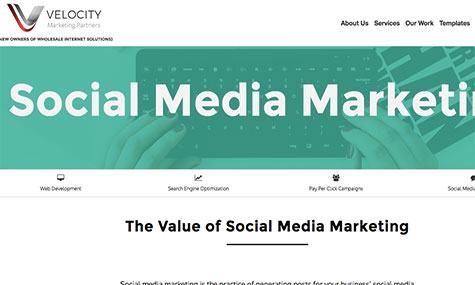 VELOCITY
Marketing Partners
NEW OWNERS OF WHOLESALE INTERNET SOLUTIONS)
About Us Services Our Work Templates
Social Media Marketi
Web Development Search Engine Optimization Pay Per Click Campaigns Social Media
The Value of Social Media Marketing
Social media marketing is the practice of generating posts for your business' social media